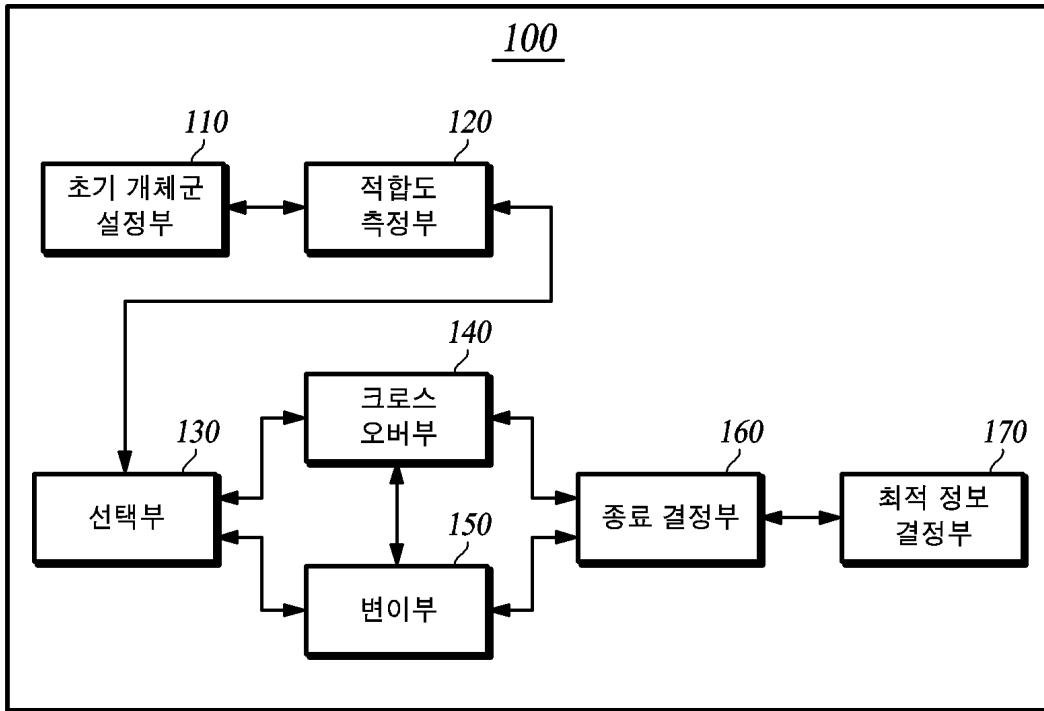 100
110
초기 개체군
설정부
120
적합도
측정부
130
선택부
140
크로스
오버부
150
변이부
160
종료 결정부
170
최적 정보
결정부